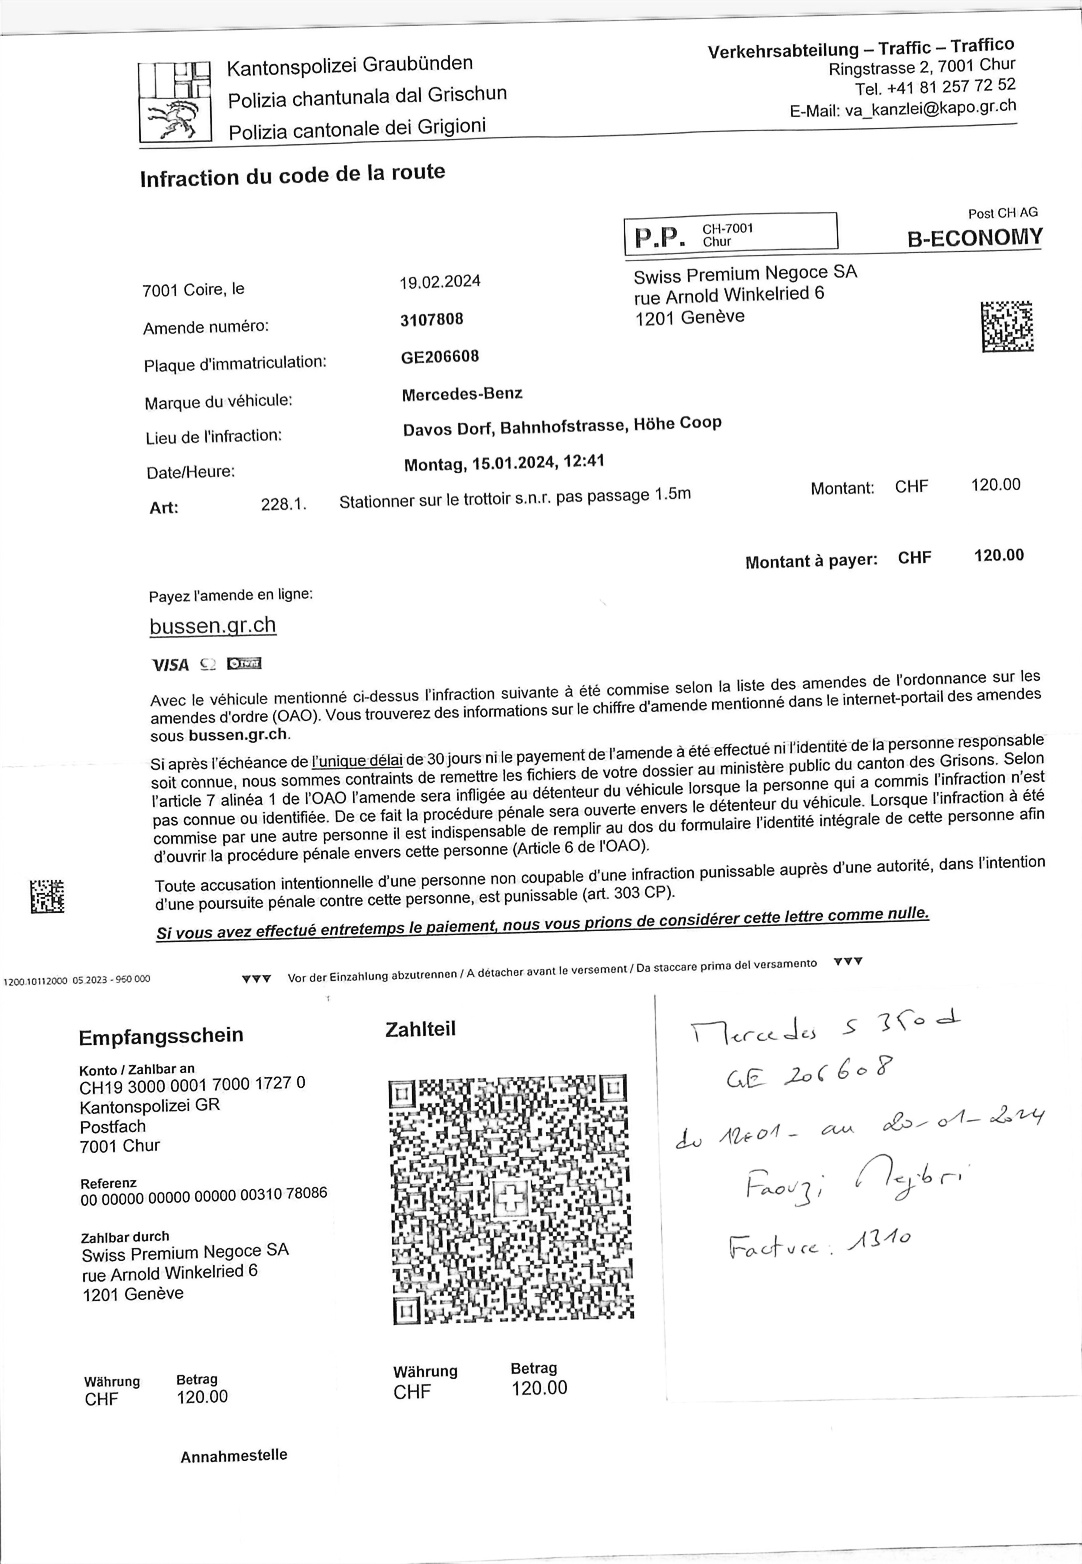 Kantonspolizei Graubünden
Polizia chantunala dal Grischun
Polizia cantonale dei Grigioni
Verkehrsabteilung – Traffic – Traffico
Ringstrasse 2, 7001 Chur
Tel. +41 81 257 72 52
E-Mail: va_kanzlei@kapo.gr.ch
Infraction du code de la route
P.P. CH-7001 Chur
Post CH AG
B-ECONOMY
Swiss Premium Negoce SA
rue Arnold Winkelried 6
1201 Genève
7001 Coire, le 19.02.2024
Amende numéro: 3107808
Plaque d'immatriculation: GE206608
Marque du véhicule: Mercedes-Benz
Lieu de l'infraction: Davos Dorf, Bahnhofstrasse, Höhe Coop
Date/Heure: Montag, 15.01.2024, 12:41
Art: 228.1. Stationner sur le trottoir s.n.r. pas passage 1.5m Montant: CHF 120.00
Montant à payer: CHF 120.00
Payez l'amende en ligne:
bussen.gr.ch
VISA
Avec le véhicule mentionné ci-dessus l'infraction suivante à été commise selon la liste des amendes de l'ordonnance sur les
amendes d'ordre (OAO). Vous trouverez des informations sur le chiffre d'amende mentionné dans le internet-portail des amendes
sous bussen.gr.ch.
Si après l'échéance de l'unique délai de 30 jours ni le payement de l'amende à été effectué ni l'identité de la personne responsable
soit connue, nous sommes contraints de remettre les fichiers de votre dossier au ministère public du canton des Grisons. Selon
l'article 7 alinéa 1 de l'OAO l'amende sera infligée au détenteur du véhicule lorsque la personne qui a commis l'infraction n'est
pas connue ou identifiée. De ce fait la procédure pénale sera ouverte envers le détenteur du véhicule. Lorsque l'infraction à été
commise par une autre personne il est indispensable de remplir au dos du formulaire l'identité intégrale de cette personne afin
d'ouvrir la procédure pénale envers cette personne (Article 6 de l'OAO).
Toute accusation intentionnelle d'une personne non coupable d'une infraction punissable auprès d'une autorité, dans l'intention
d'une poursuite pénale contre cette personne, est punissable (art. 303 CP).
Si vous avez effectué entretemps le paiement, nous vous prions de considérer cette lettre comme nulle.
1200.10112000 05.2023 - 960 000
▼▼▼ Vor der Einzahlung abzutrennen / A détacher avant le versement / Da staccare prima del versamento ▼▼▼
Empfangsschein
Konto / Zahlbar an
CH19 3000 0001 7000 1727 0
Kantonspolizei GR
Postfach
7001 Chur
Referenz
00 00000 00000 00000 00310 78086
Zahlbar durch
Swiss Premium Negoce SA
rue Arnold Winkelried 6
1201 Genève
Währung Betrag
CHF 120.00
Annahmestelle
Zahlteil
Währung Betrag
CHF 120.00
Mercedes S 350d
GE 206608
du 12-01- au 20-01-2024
Faouzi Mejbri
Facture: 1310